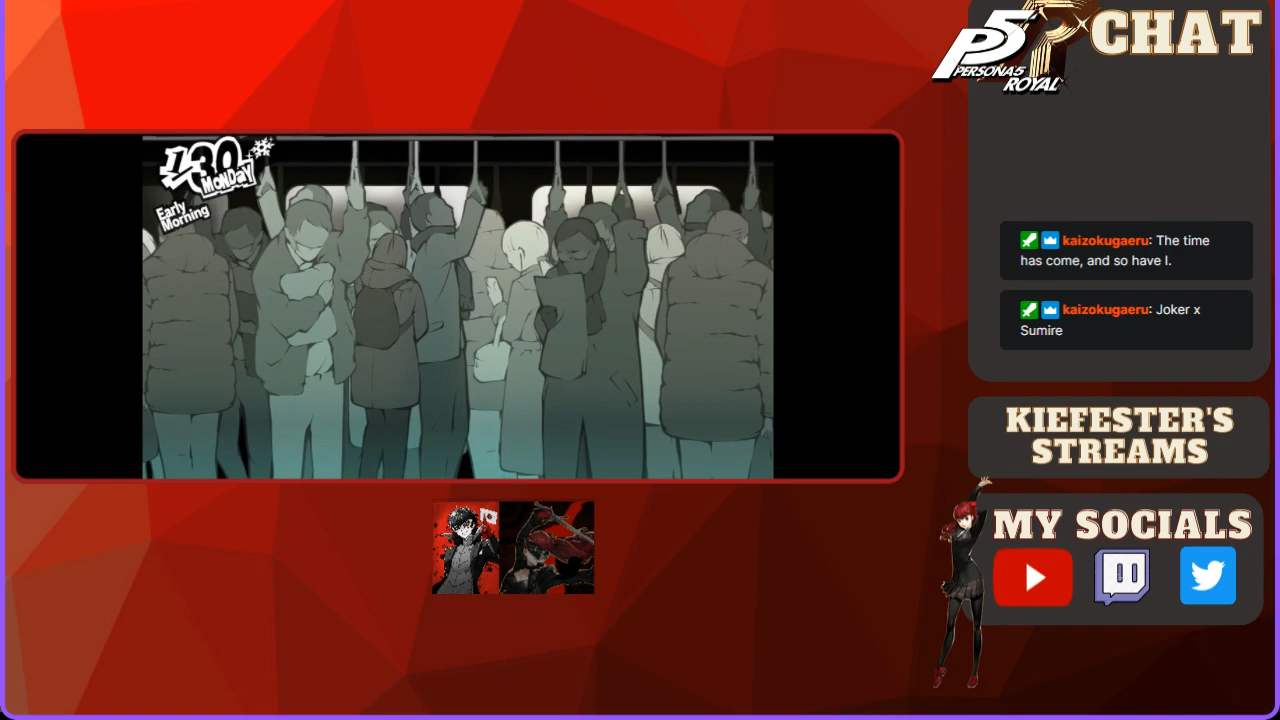 P5R
PERSONA5
ROYAL
CHAT
1/30
MONDAY
Early
Morning
kaizokugaeru: The time
has come, and so have I.
kaizokugaeru: Joker x
Sumire
KIEFESTER'S
STREAMS
MY SOCIALS